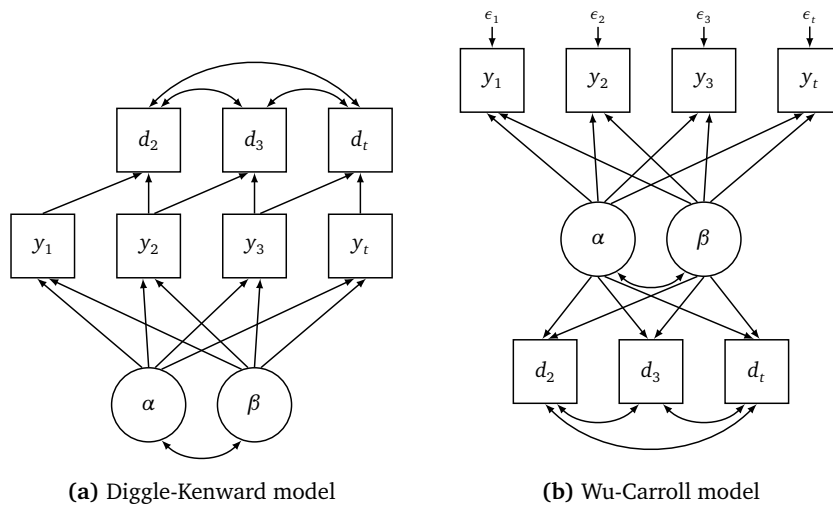 d₂ d₃ dₜ
y₁ y₂ y₃ yₜ
α β
(a) Diggle-Kenward model
ϵ₁ ϵ₂ ϵ₃ ϵₜ
y₁ y₂ y₃ yₜ
α β
d₂ d₃ dₜ
(b) Wu-Carroll model